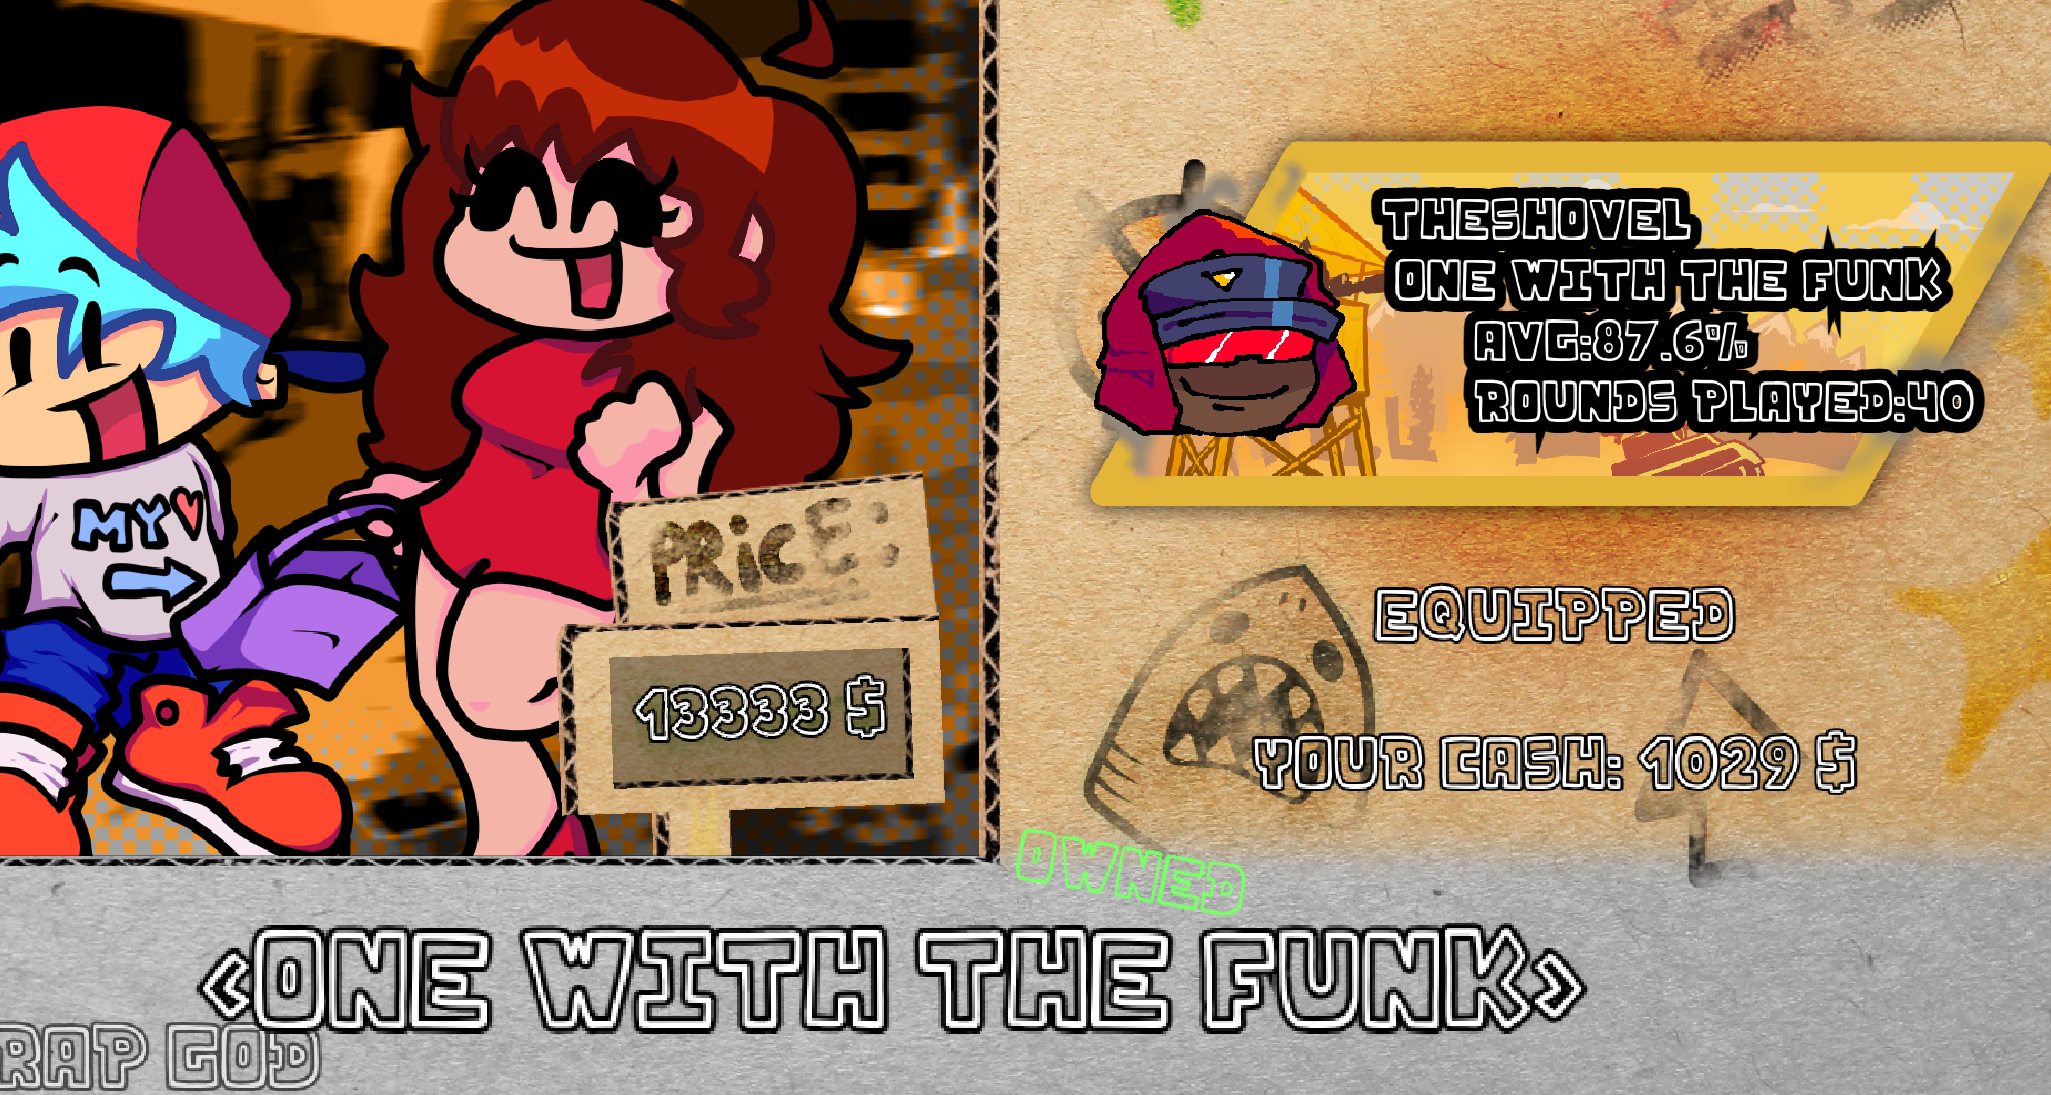 MY
PRICE:
13333 $
THESHOVEL
ONE WITH THE FUNK
AVG:87.6%
ROUNDS PLAYED:40
EQUIPPED
YOUR CASH: 1029 $
OWNED
<ONE WITH THE FUNK>
RAP GOD